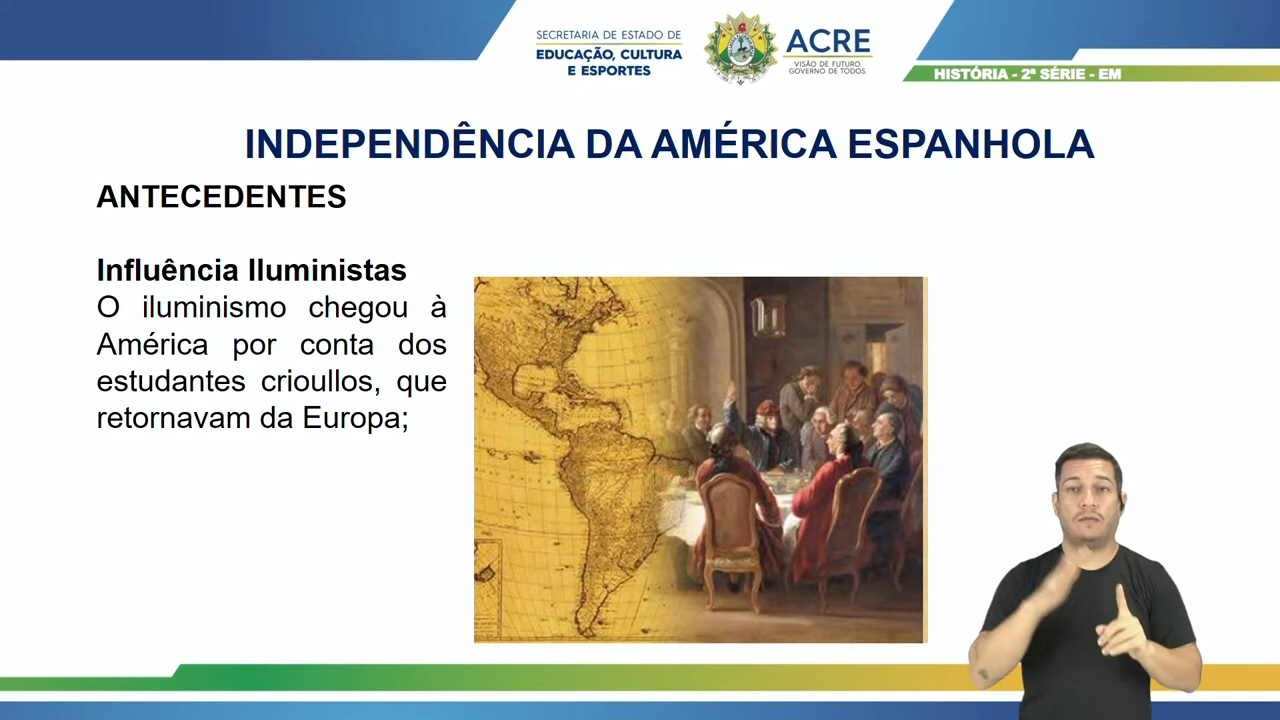 SECRETARIA DE ESTADO DE
EDUCAÇÃO, CULTURA
E ESPORTES
ACRE
VISÃO DE FUTURO.
GOVERNO DE TODOS.
HISTÓRIA - 2ª SÉRIE - EM
INDEPENDÊNCIA DA AMÉRICA ESPANHOLA
ANTECEDENTES
Influência Iluministas
O iluminismo chegou à
América por conta dos
estudantes crioullos, que
retornavam da Europa;